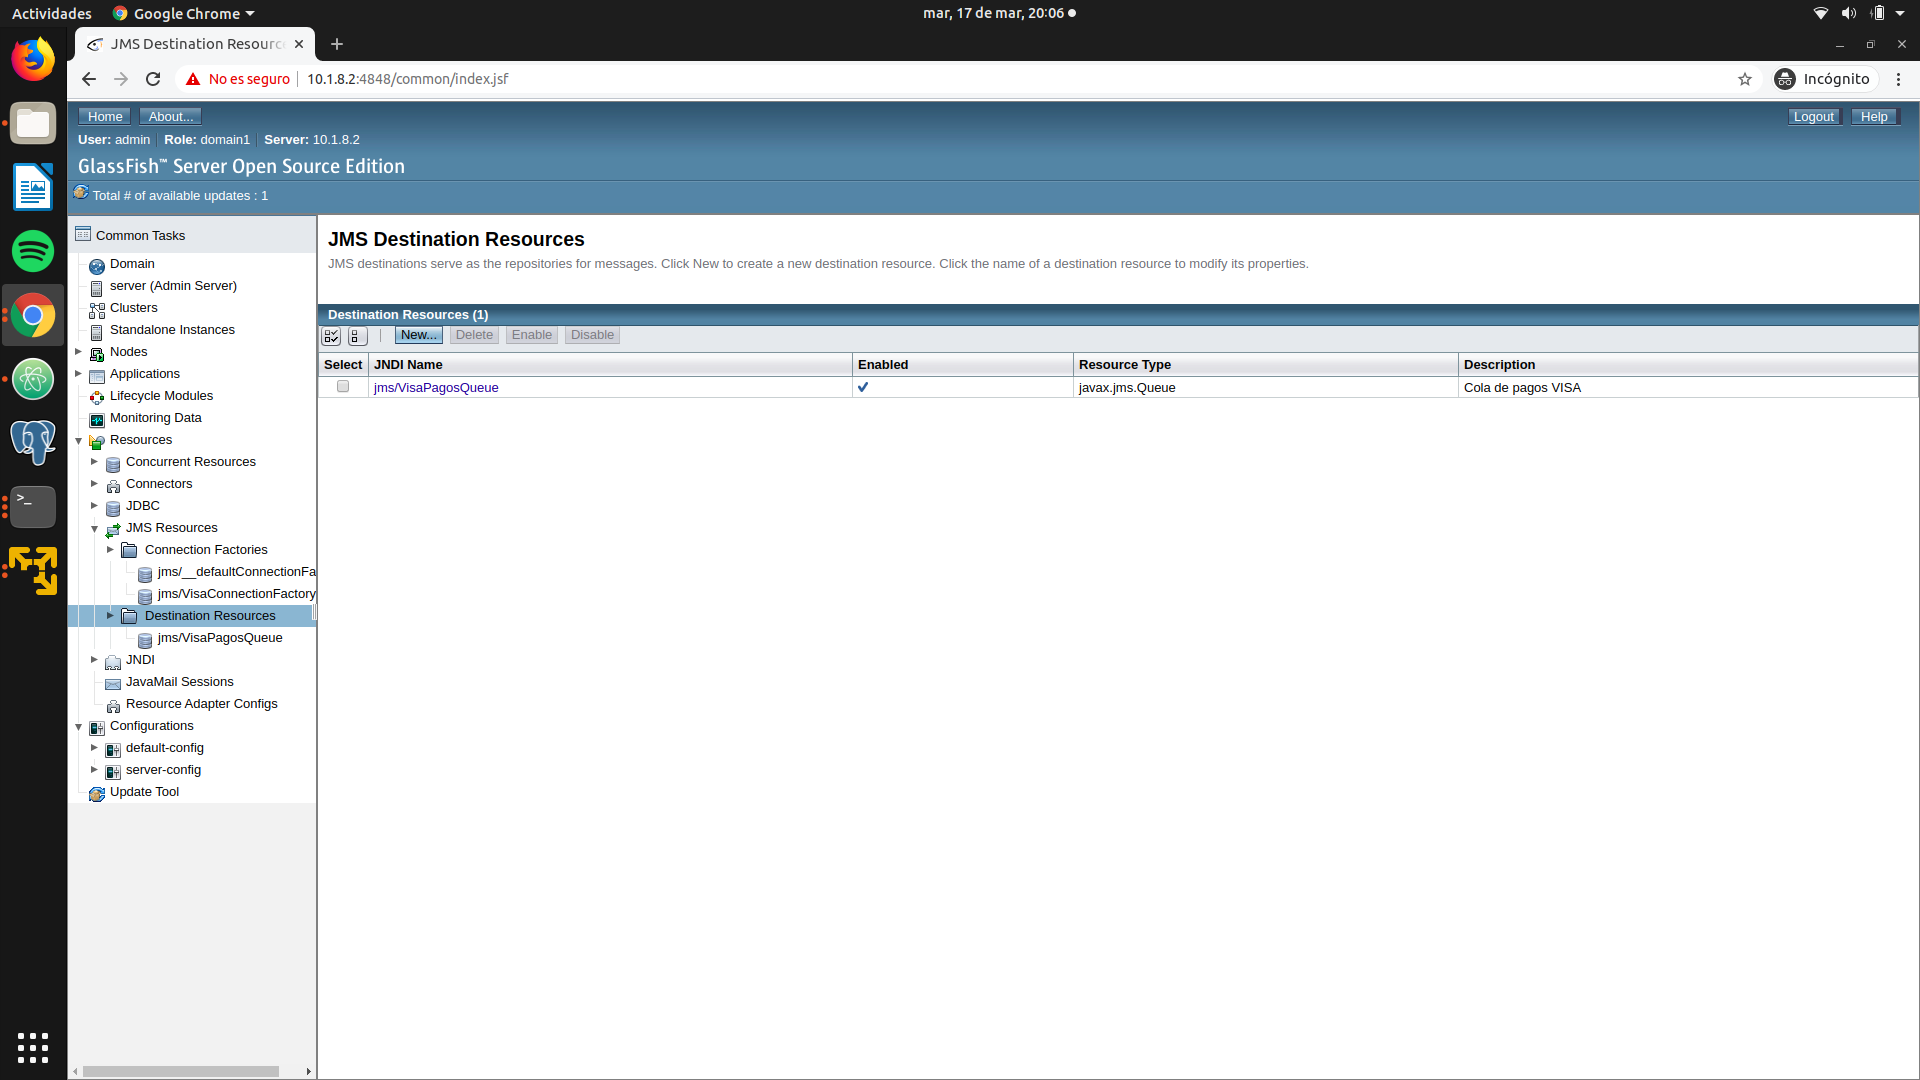 Actividades
Google Chrome
mar, 17 de mar, 20:06
JMS Destination Resourc
No es seguro
10.1.8.2:4848/common/index.jsf
Incógnito
Home
About...
Logout
Help
User: admin
Role: domain1
Server: 10.1.8.2
GlassFish™ Server Open Source Edition
Total # of available updates : 1
Common Tasks
Domain
server (Admin Server)
Clusters
Standalone Instances
Nodes
Applications
Lifecycle Modules
Monitoring Data
Resources
Concurrent Resources
Connectors
JDBC
JMS Resources
Connection Factories
jms/__defaultConnectionFa
jms/VisaConnectionFactory
Destination Resources
jms/VisaPagosQueue
JNDI
JavaMail Sessions
Resource Adapter Configs
Configurations
default-config
server-config
Update Tool
JMS Destination Resources
JMS destinations serve as the repositories for messages. Click New to create a new destination resource. Click the name of a destination resource to modify its properties.
Destination Resources (1)
New...
Delete
Enable
Disable
Select
JNDI Name
Enabled
Resource Type
Description
jms/VisaPagosQueue
javax.jms.Queue
Cola de pagos VISA